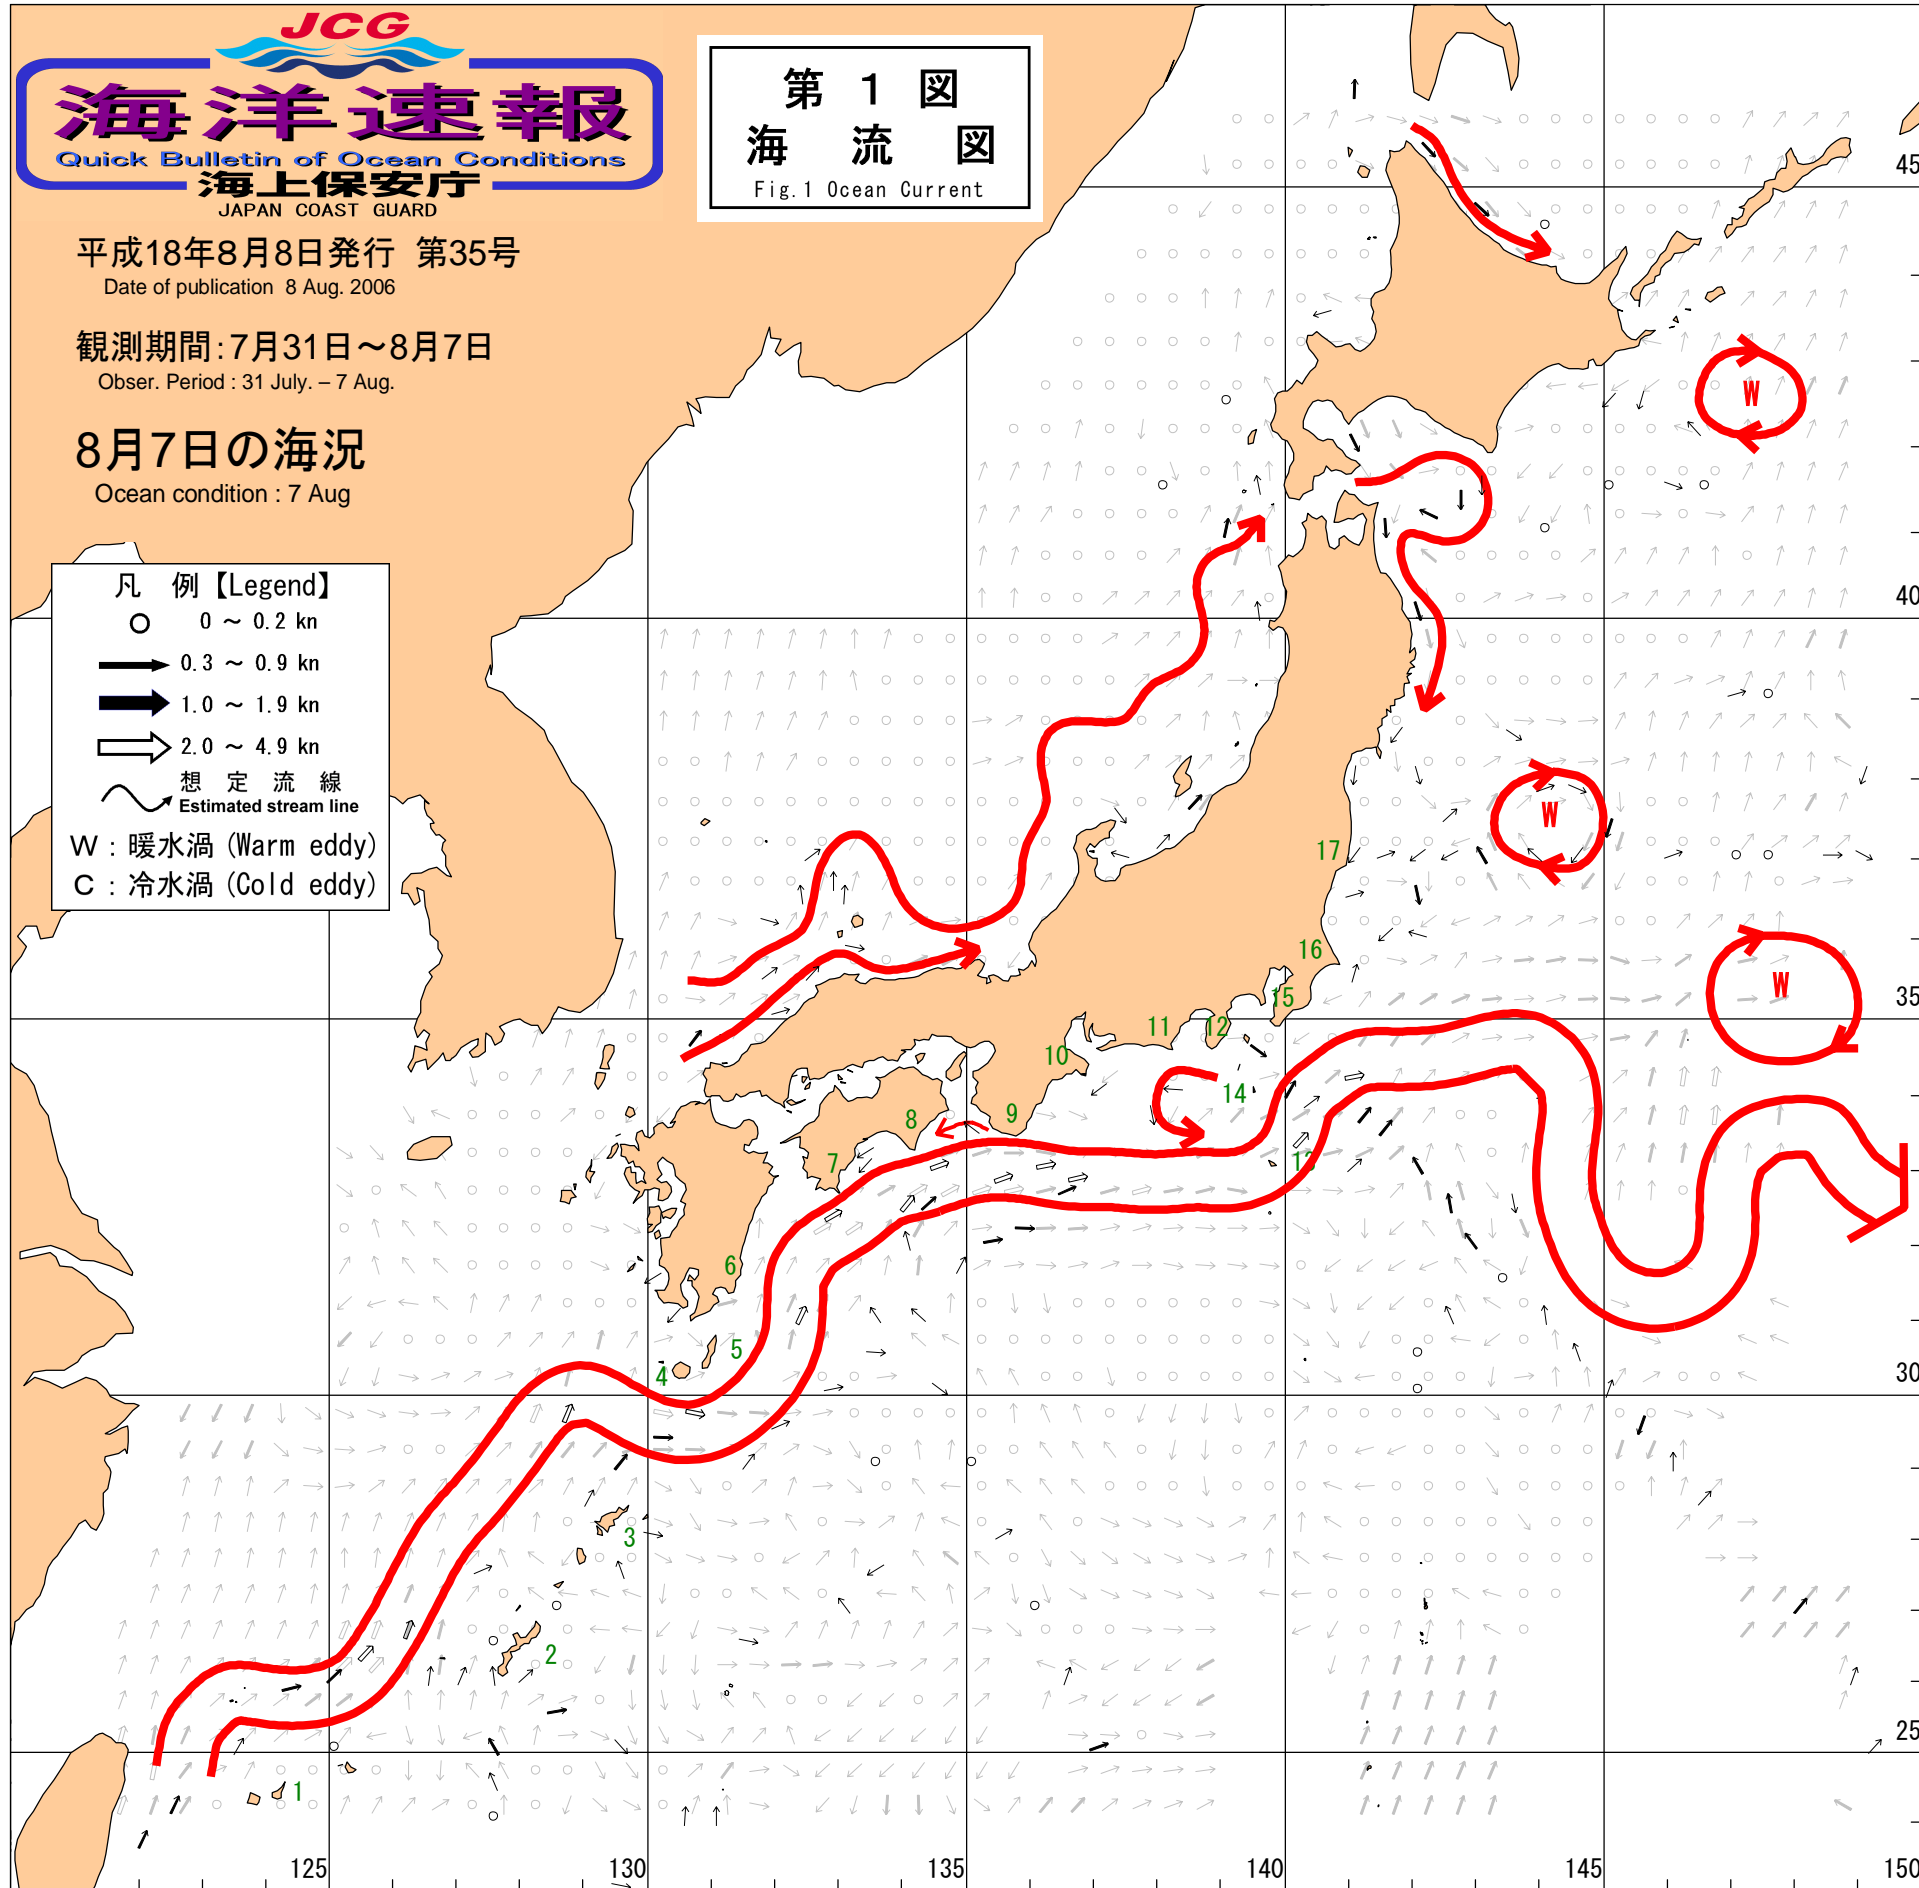 JCG
海洋速報
Quick Bulletin of Ocean Conditions
海上保安庁
JAPAN COAST GUARD
平成18年8月8日発行 第35号
Date of publication 8 Aug. 2006
観測期間:7月31日～8月7日
Obser. Period : 31 July. – 7 Aug.
8月7日の海況
Ocean condition : 7 Aug
第 1 図
海 流 図
Fig.1 Ocean Current
凡 例【Legend】
0 ～ 0.2 kn
0.3 ～ 0.9 kn
1.0 ～ 1.9 kn
2.0 ～ 4.9 kn
想 定 流 線
Estimated stream line
W : 暖水渦 (Warm eddy)
C : 冷水渦 (Cold eddy)
45
W
40
W
17
16
W
15
35
12
11
10
14
9
8
7
13
6
5
4
30
3
2
25
1
125
130
135
140
145
150